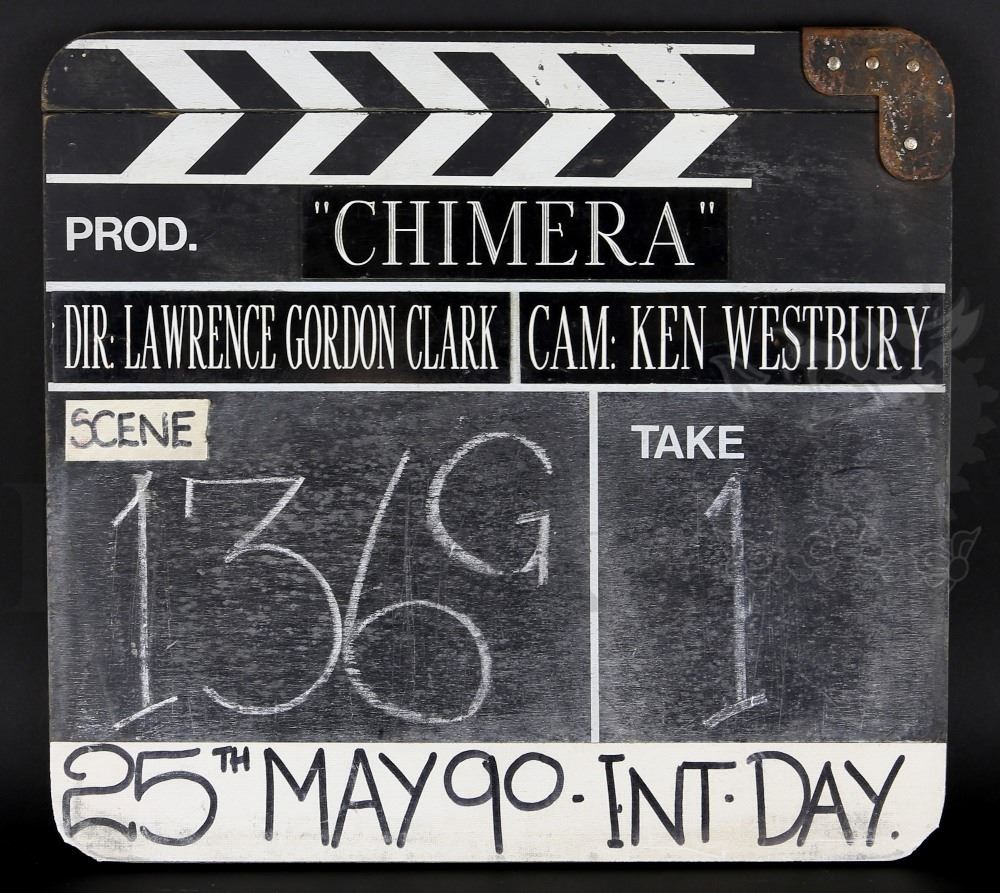 PROD. "CHIMERA"
DIR: LAWRENCE GORDON CLARK CAM: KEN WESTBURY
SCENE TAKE
136G 1
25TH MAY 90. INT. DAY.